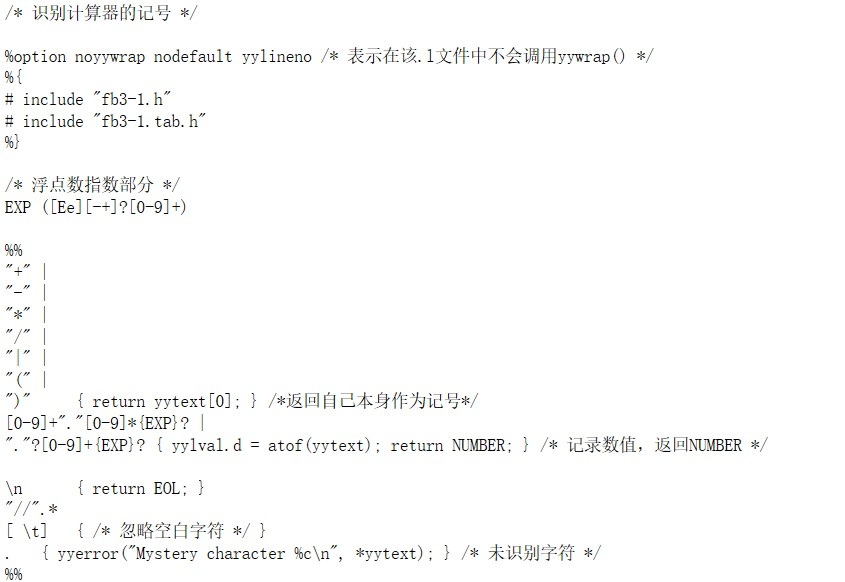 /* 识别计算器的记号 */
%option noyywrap nodefault yylineno /* 表示在该.l文件中不会调用yywrap() */
%{
# include "fb3-1.h"
# include "fb3-1.tab.h"
%}
/* 浮点数指数部分 */
EXP ([Ee][-+]?[0-9]+)
%%
"+" |
"-" |
"*" |
"/" |
"|" |
"(" |
")" { return yytext[0]; } /*返回自己本身作为记号*/
[0-9]+"."[0-9]*{EXP}? |
"."?[0-9]+{EXP}? { yylval.d = atof(yytext); return NUMBER; } /* 记录数值，返回NUMBER */
\n { return EOL; }
"//".*
[ \t] { /* 忽略空白字符 */ }
. { yyerror("Mystery character %c\n", *yytext); } /* 未识别字符 */
%%